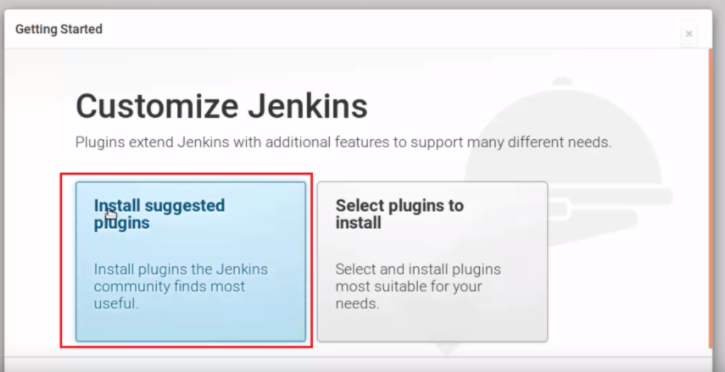 Getting Started
×
Customize Jenkins
Plugins extend Jenkins with additional features to support many different needs.
Install suggested
plugins
Install plugins the Jenkins
community finds most
useful.
Select plugins to
install
Select and install plugins
most suitable for your
needs.